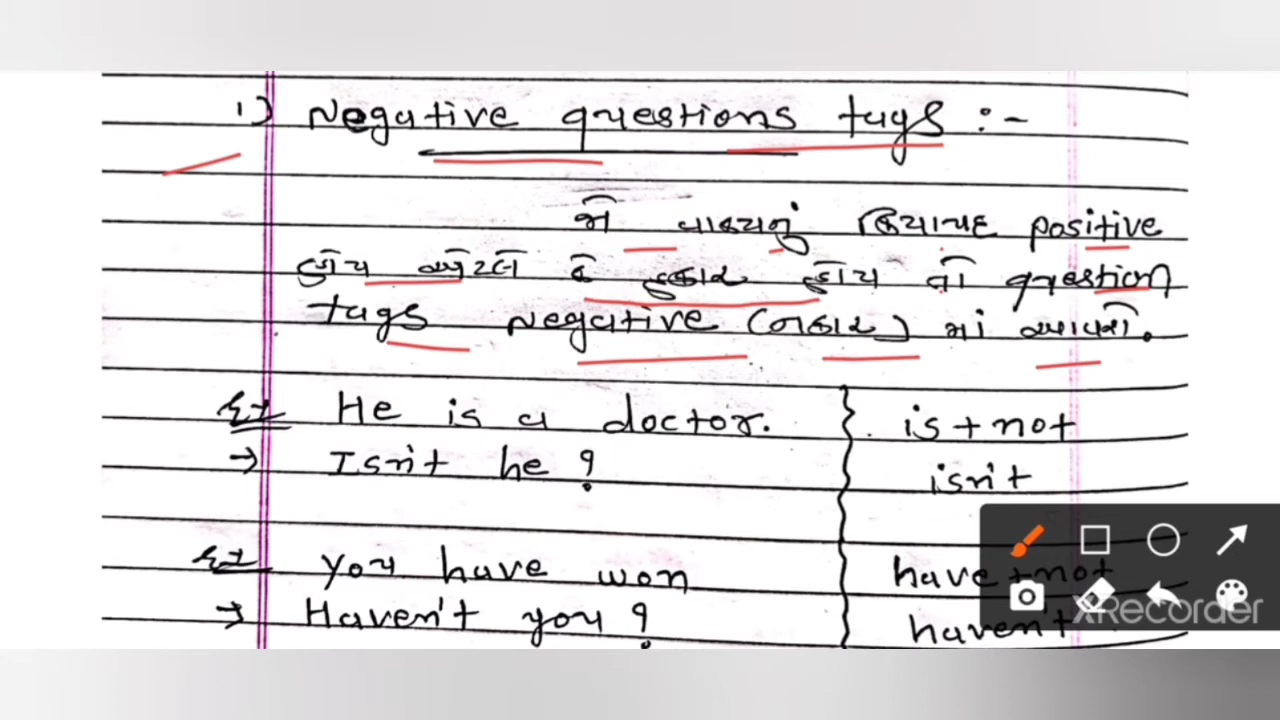 1) Negative questions tags :-
જો વાક્યનું ક્રિયાપદ positive
હોય એટલે કે હકાર હોય તો question
tags negative (નકાર) માં આવશે.
Ex He is a doctor. is + not
→ Isn't he ? isn't
Ex You have won have + not
→ Haven't you ? haven't
XRecorder